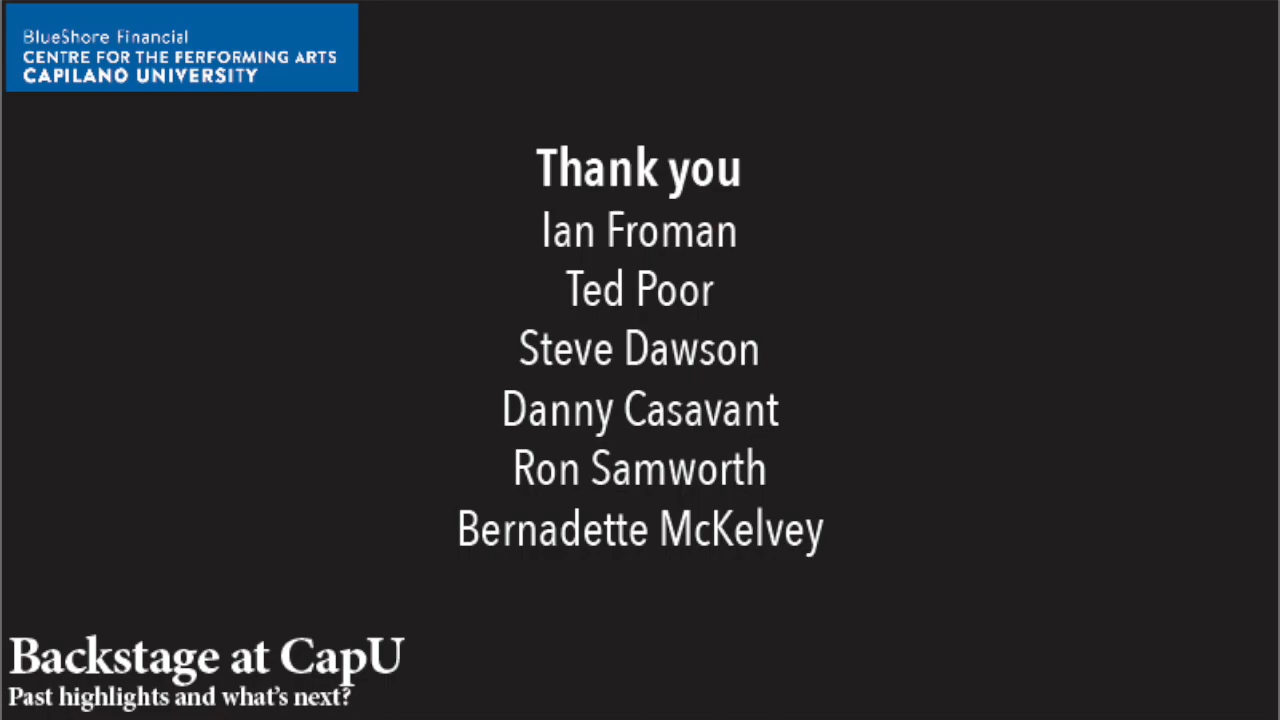 BlueShore Financial
CENTRE FOR THE PERFORMING ARTS
CAPILANO UNIVERSITY
Thank you
Ian Froman
Ted Poor
Steve Dawson
Danny Casavant
Ron Samworth
Bernadette McKelvey
Backstage at CapU
Past highlights and what's next?